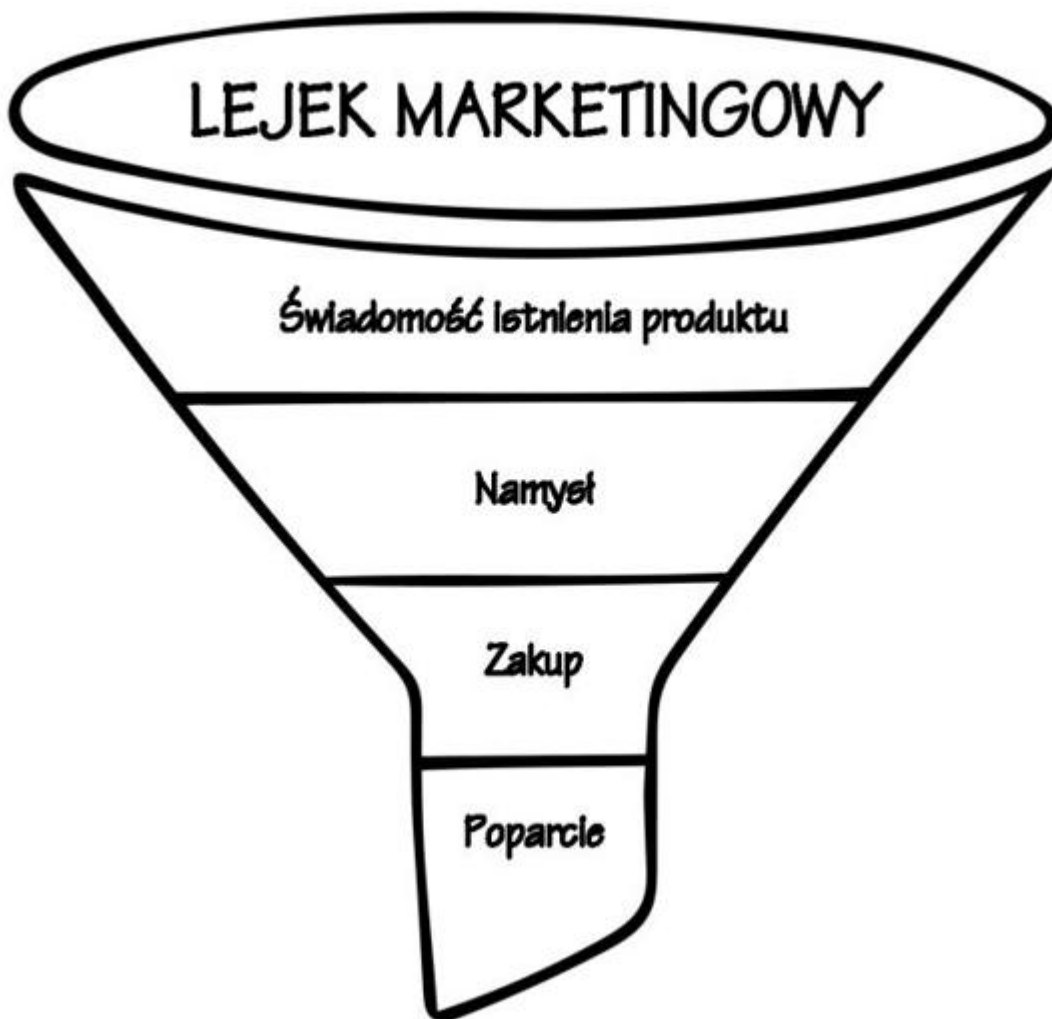 LEJEK MARKETINGOWY
Świadomość istnienia produktu
Namysł
Zakup
Poparcie